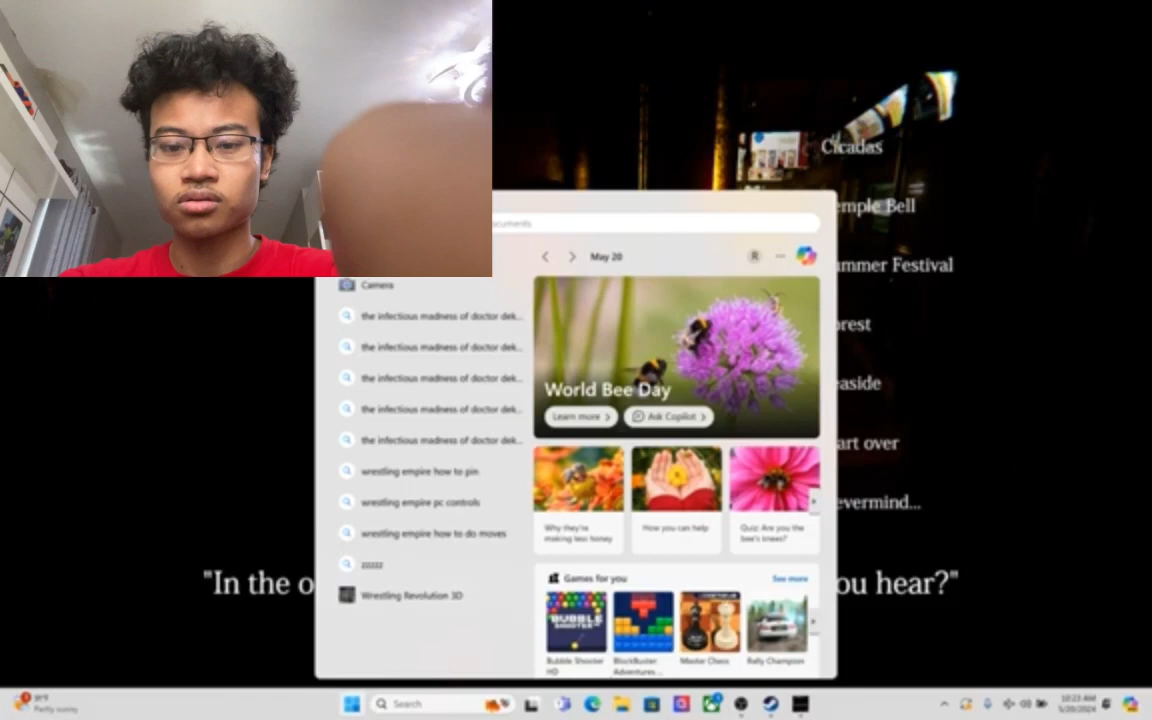 Cicadas
emple Bell
ocuments
May 20
R
ummer Festival
Camera
the infectious madness of doctor dek...
orest
the infectious madness of doctor dek...
the infectious madness of doctor dek...
easide
World Bee Day
the infectious madness of doctor dek...
Learn more
Ask Copilot
the infectious madness of doctor dek...
art over
wrestling empire how to pin
wrestling empire pc controls
evermind...
wrestling empire how to do moves
Why they're
making less honey
How you can help
Quiz: Are you the
bee's knees?
zzzzz
Games for you
See more
"In the o
ou hear?"
Wrestling Revolution 3D
BUBBLE
SHOOTER
Bubble Shooter
HD
BlockBuster
Adventures...
Master Chess
Rally Champion
Partly sunny
Search
10:23 AM
5/20/2024